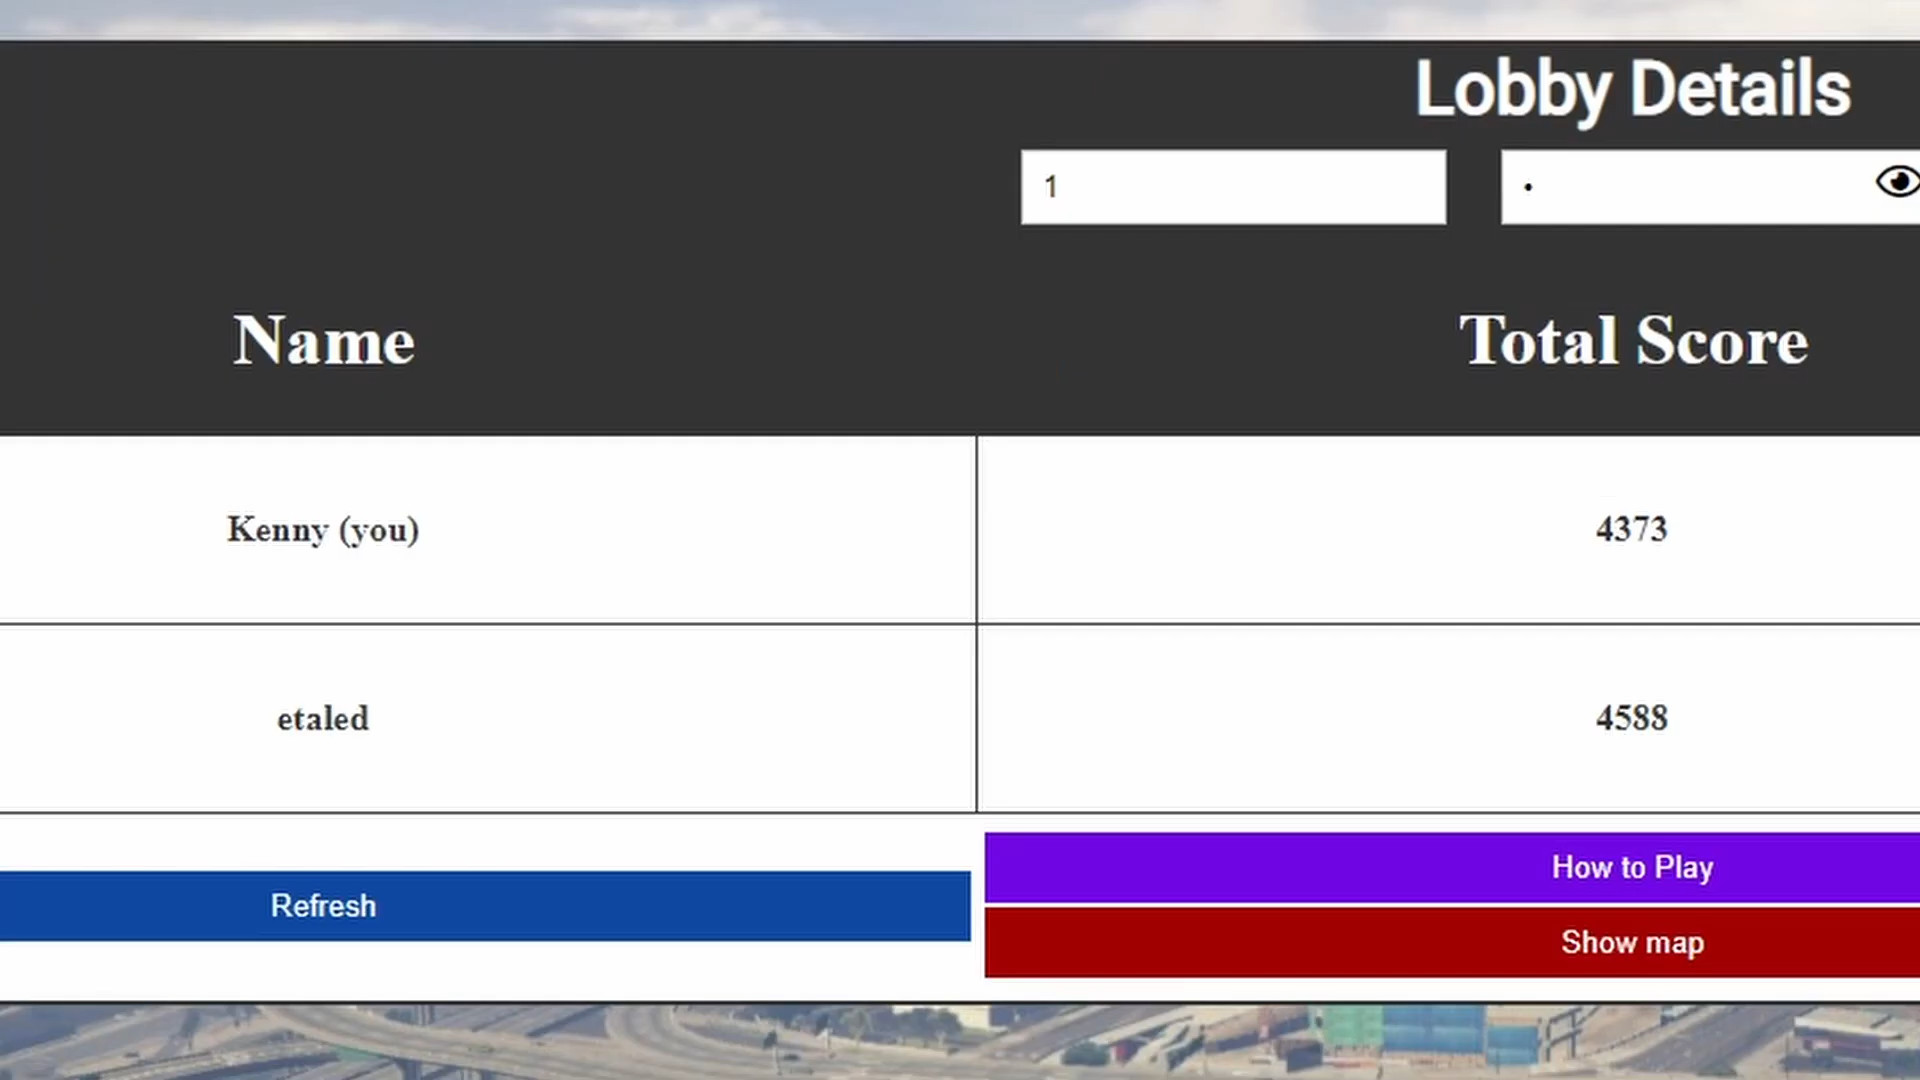 Lobby Details
1
•
Name
Total Score
Kenny (you)
4373
etaled
4588
Refresh
How to Play
Show map